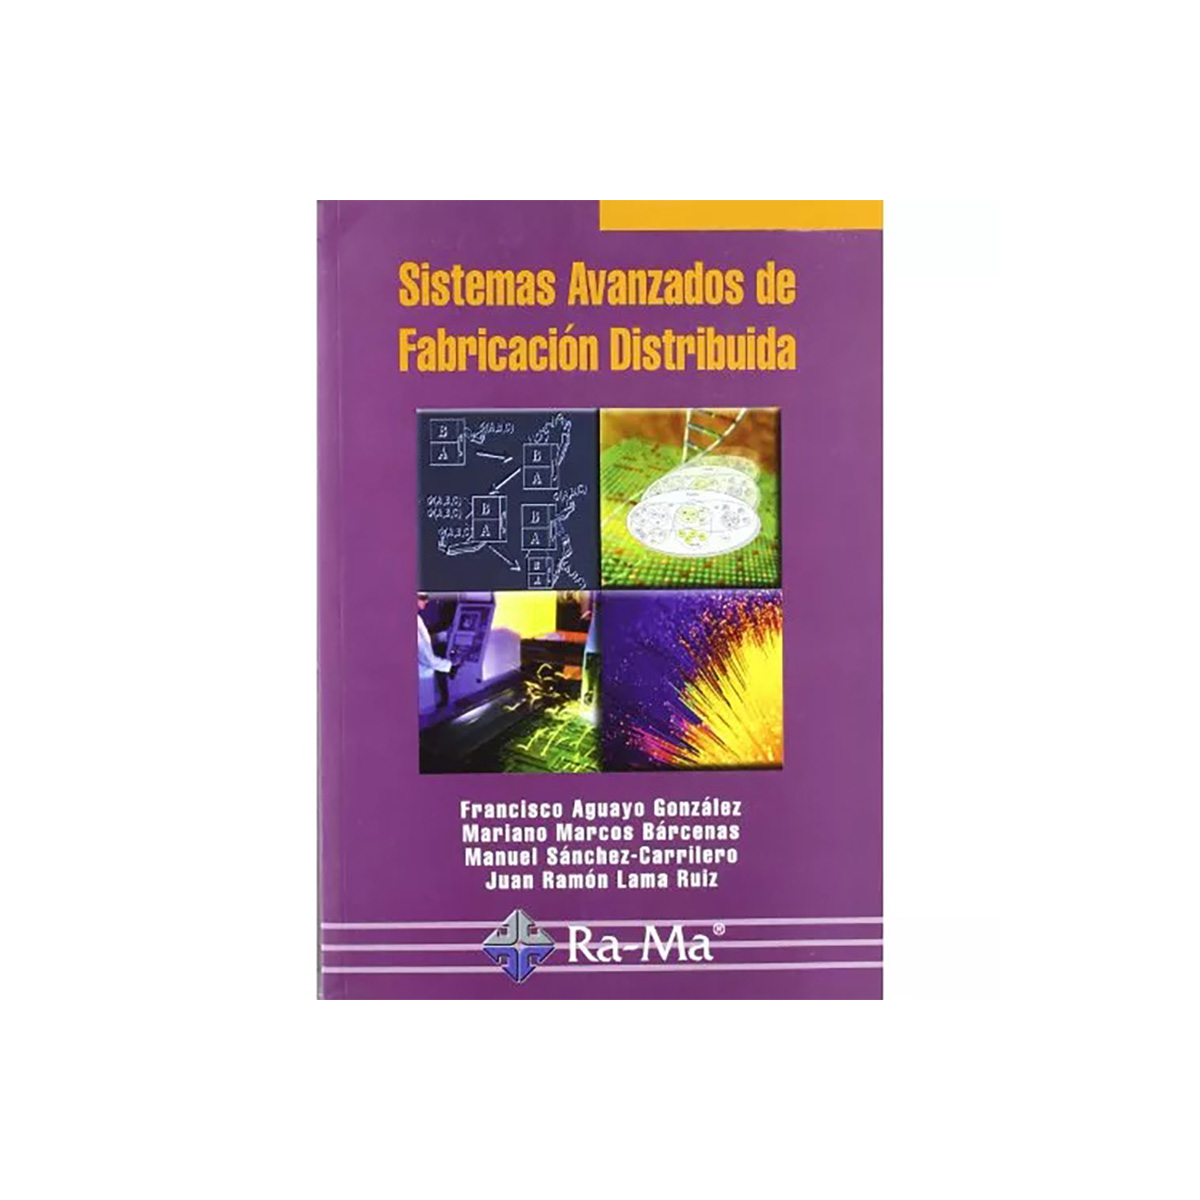 Sistemas Avanzados de
Fabricación Distribuida
B
A
B
A
B
A
B
A
B
A
Francisco Aguayo González
Mariano Marcos Bárcenas
Manuel Sánchez-Carrilero
Juan Ramón Lama Ruiz
Ra-Ma®